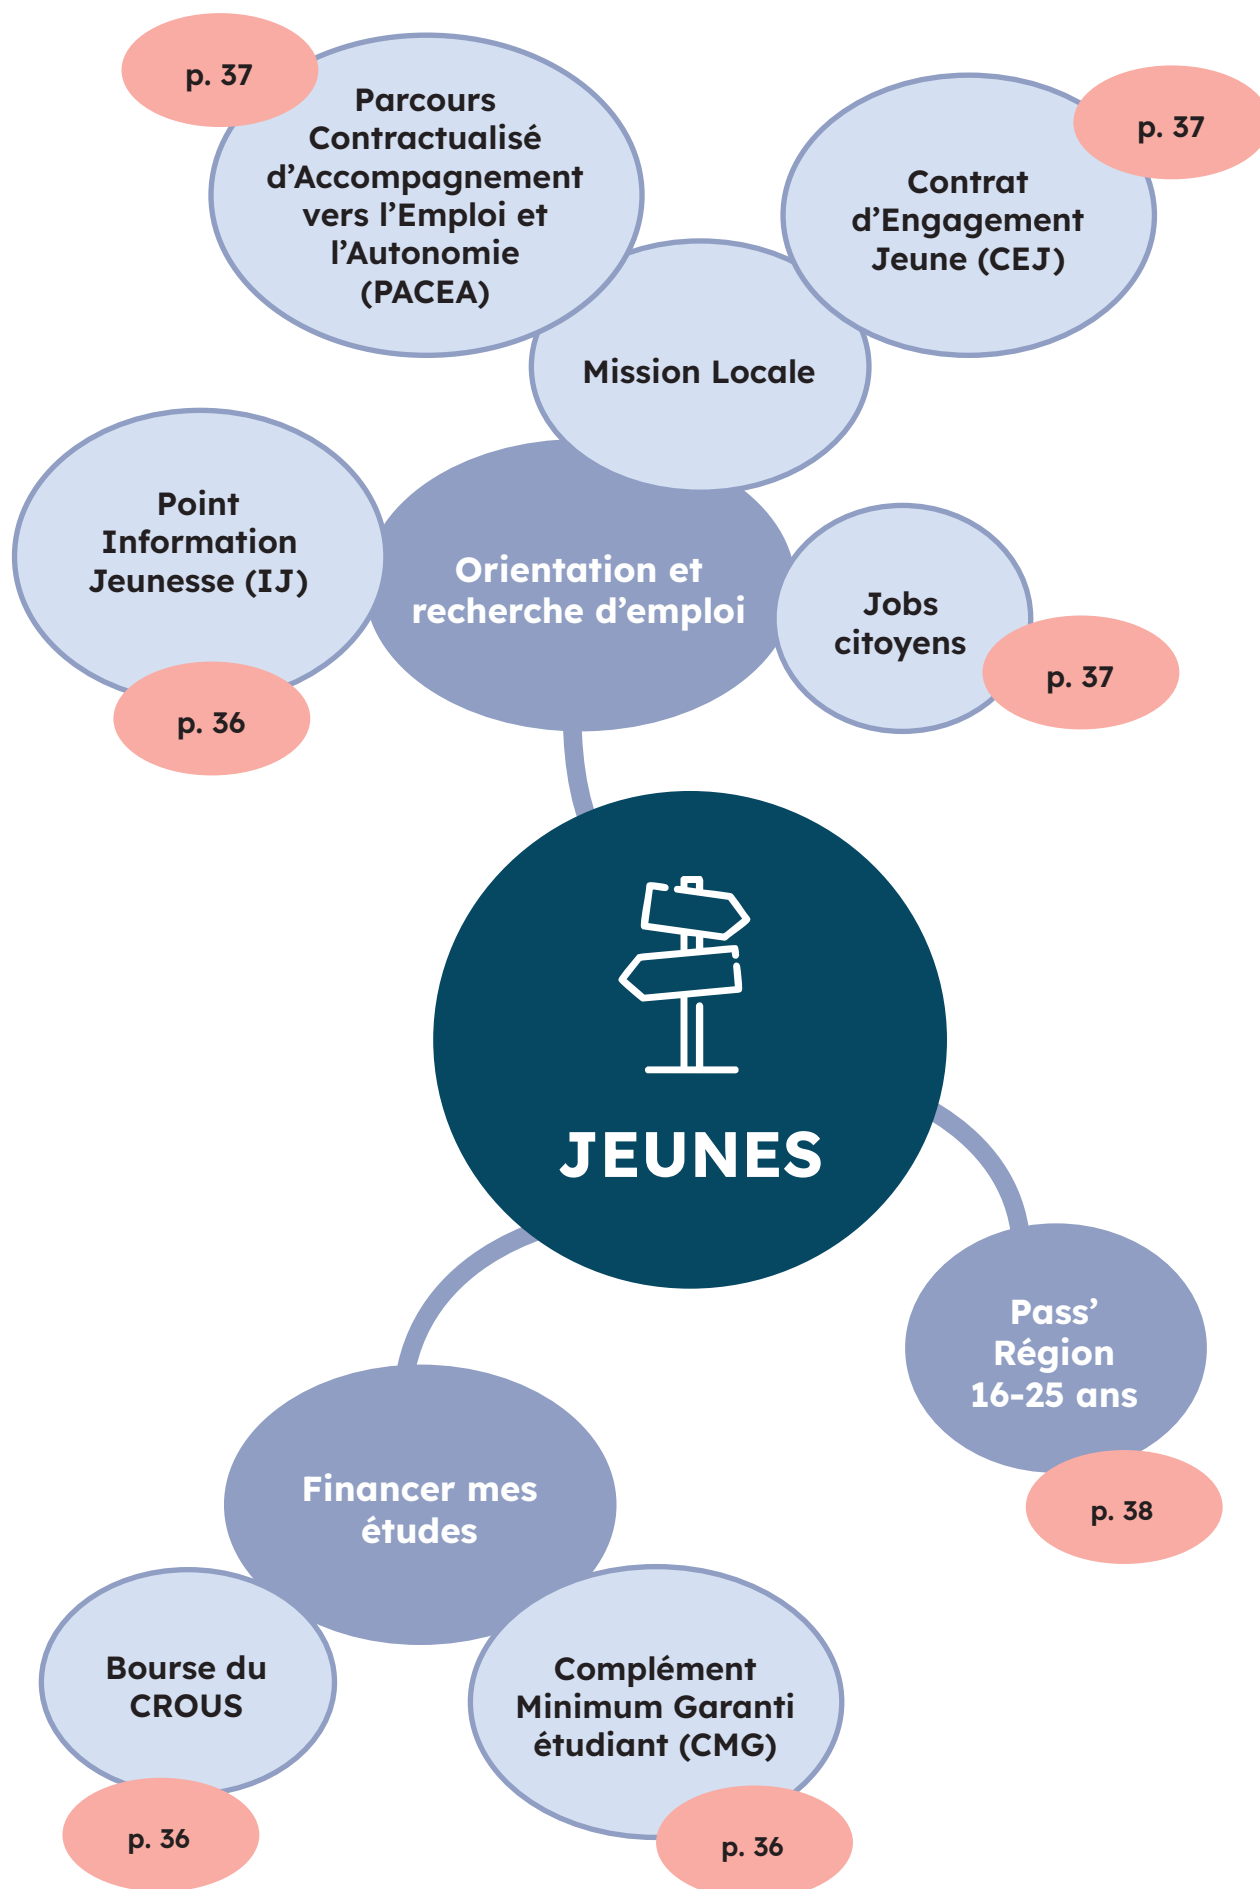 p. 37
Parcours
Contractualisé
d’Accompagnement
vers l’Emploi et
l’Autonomie
(PACEA)
p. 37
Contrat
d’Engagement
Jeune (CEJ)
Mission Locale
Point
Information
Jeunesse (IJ)
p. 36
Orientation et
recherche d’emploi
Jobs
citoyens
p. 37
JEUNES
Pass’
Région
16-25 ans
p. 38
Financer mes
études
Bourse du
CROUS
p. 36
Complément
Minimum Garanti
étudiant (CMG)
p. 36